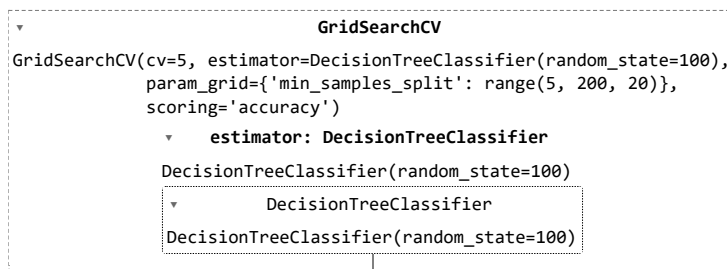 ▾ GridSearchCV
GridSearchCV(cv=5, estimator=DecisionTreeClassifier(random_state=100),
param_grid={'min_samples_split': range(5, 200, 20)},
scoring='accuracy')
▾ estimator: DecisionTreeClassifier
DecisionTreeClassifier(random_state=100)
▾ DecisionTreeClassifier
DecisionTreeClassifier(random_state=100)